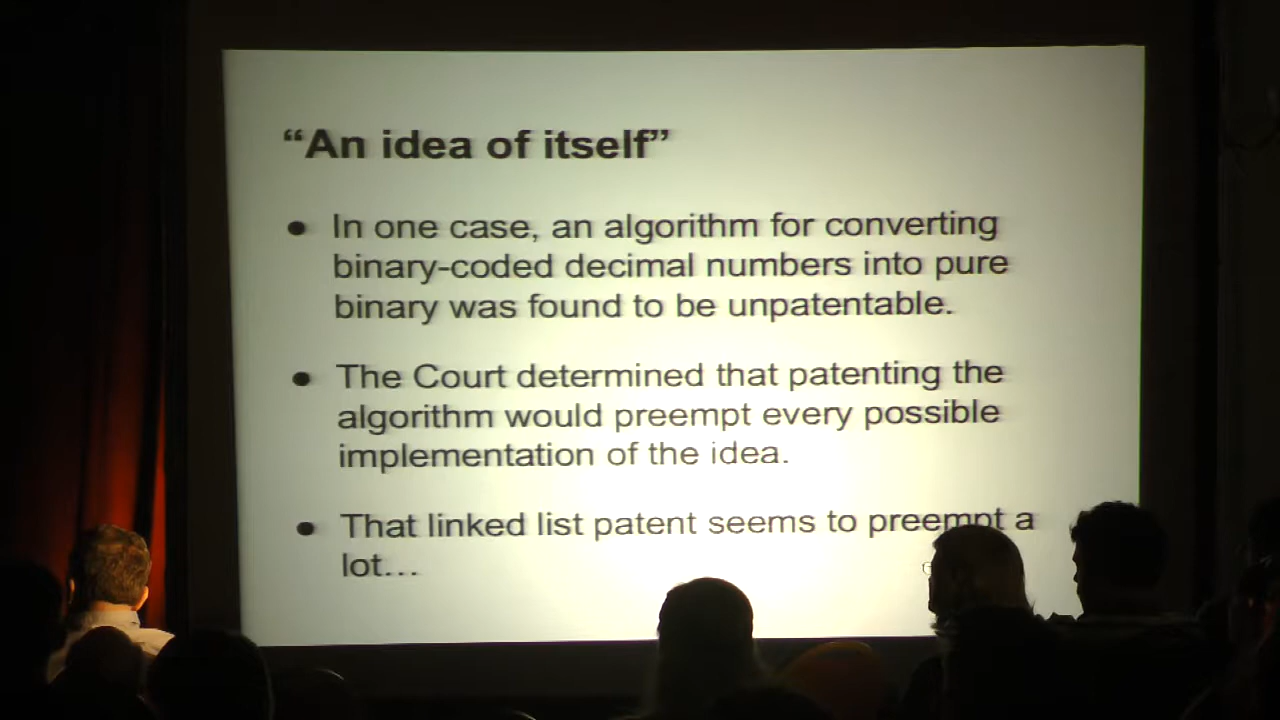 “An idea of itself”
● In one case, an algorithm for converting
binary-coded decimal numbers into pure
binary was found to be unpatentable.
● The Court determined that patenting the
algorithm would preempt every possible
implementation of the idea.
● That linked list patent seems to preempt a
lot…